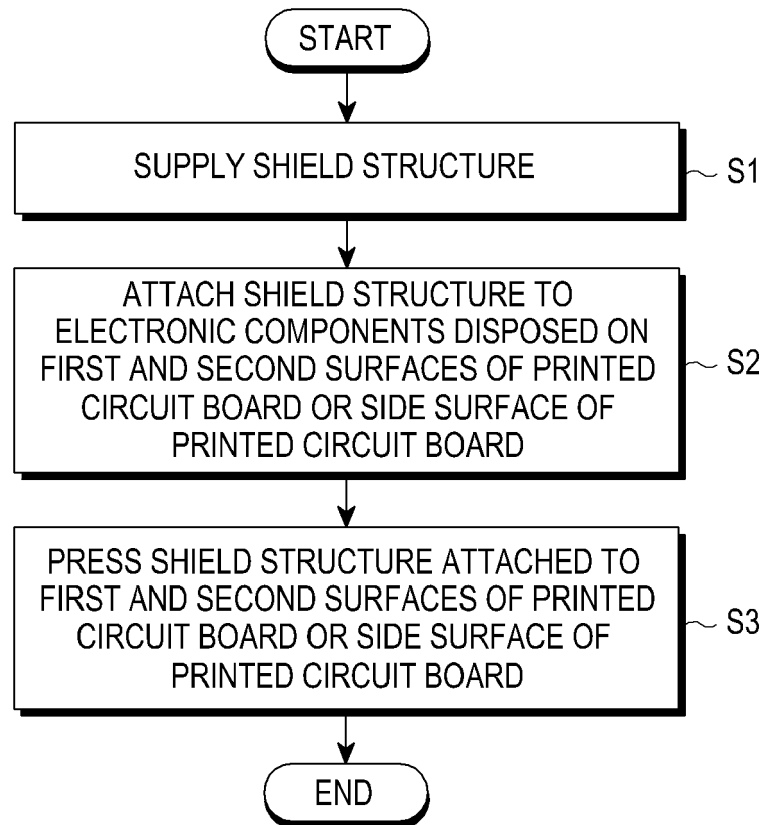 START
SUPPLY SHIELD STRUCTURE
S1
ATTACH SHIELD STRUCTURE TO
ELECTRONIC COMPONENTS DISPOSED ON
FIRST AND SECOND SURFACES OF PRINTED
CIRCUIT BOARD OR SIDE SURFACE OF
PRINTED CIRCUIT BOARD
S2
PRESS SHIELD STRUCTURE ATTACHED TO
FIRST AND SECOND SURFACES OF PRINTED
CIRCUIT BOARD OR SIDE SURFACE OF
PRINTED CIRCUIT BOARD
S3
END